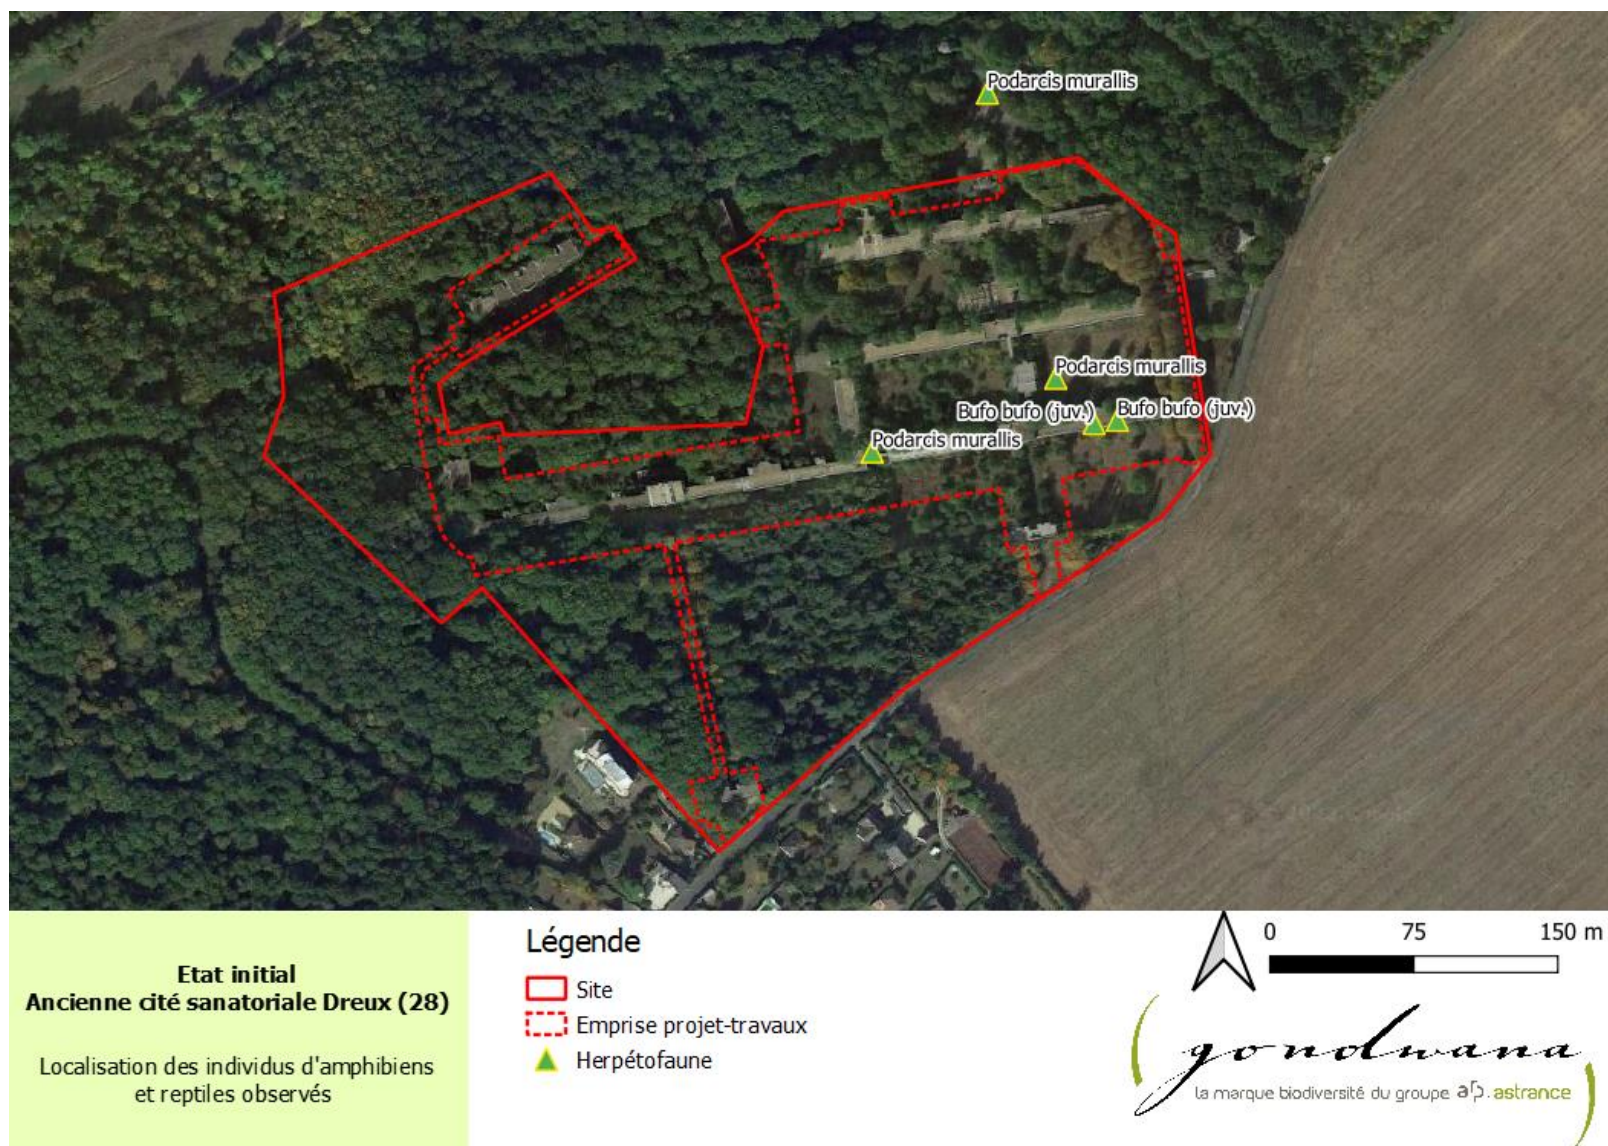 Podarcis murallis
Podarcis murallis
Bufo bufo (juv.)
Bufo bufo (juv.)
Podarcis murallis
Etat initial
Ancienne cité sanatoriale Dreux (28)
Localisation des individus d'amphibiens
et reptiles observés
Légende
Site
Emprise projet-travaux
Herpétofaune
0 75 150 m
gondwana
la marque biodiversité du groupe arp. astrance